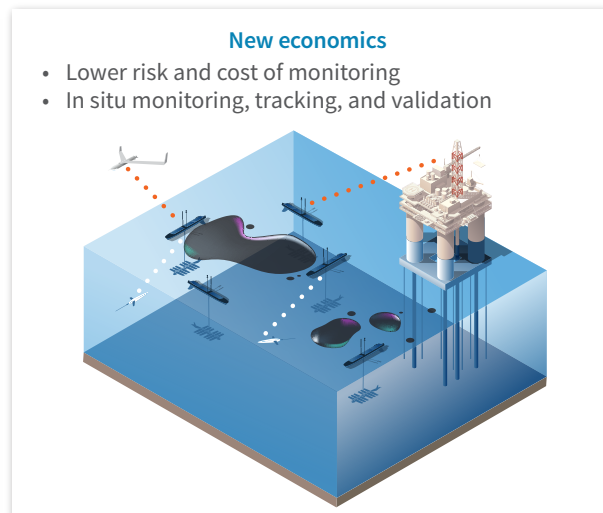 New economics
• Lower risk and cost of monitoring
• In situ monitoring, tracking, and validation